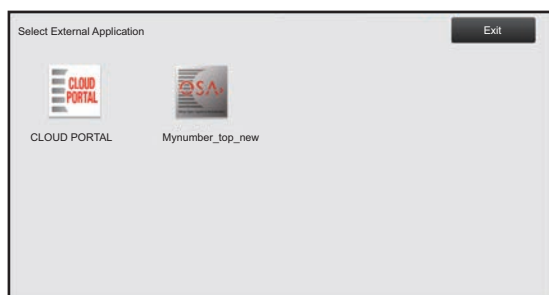 Select External Application
Exit
CLOUD
PORTAL
OSA
CLOUD PORTAL
Mynumber_top_new